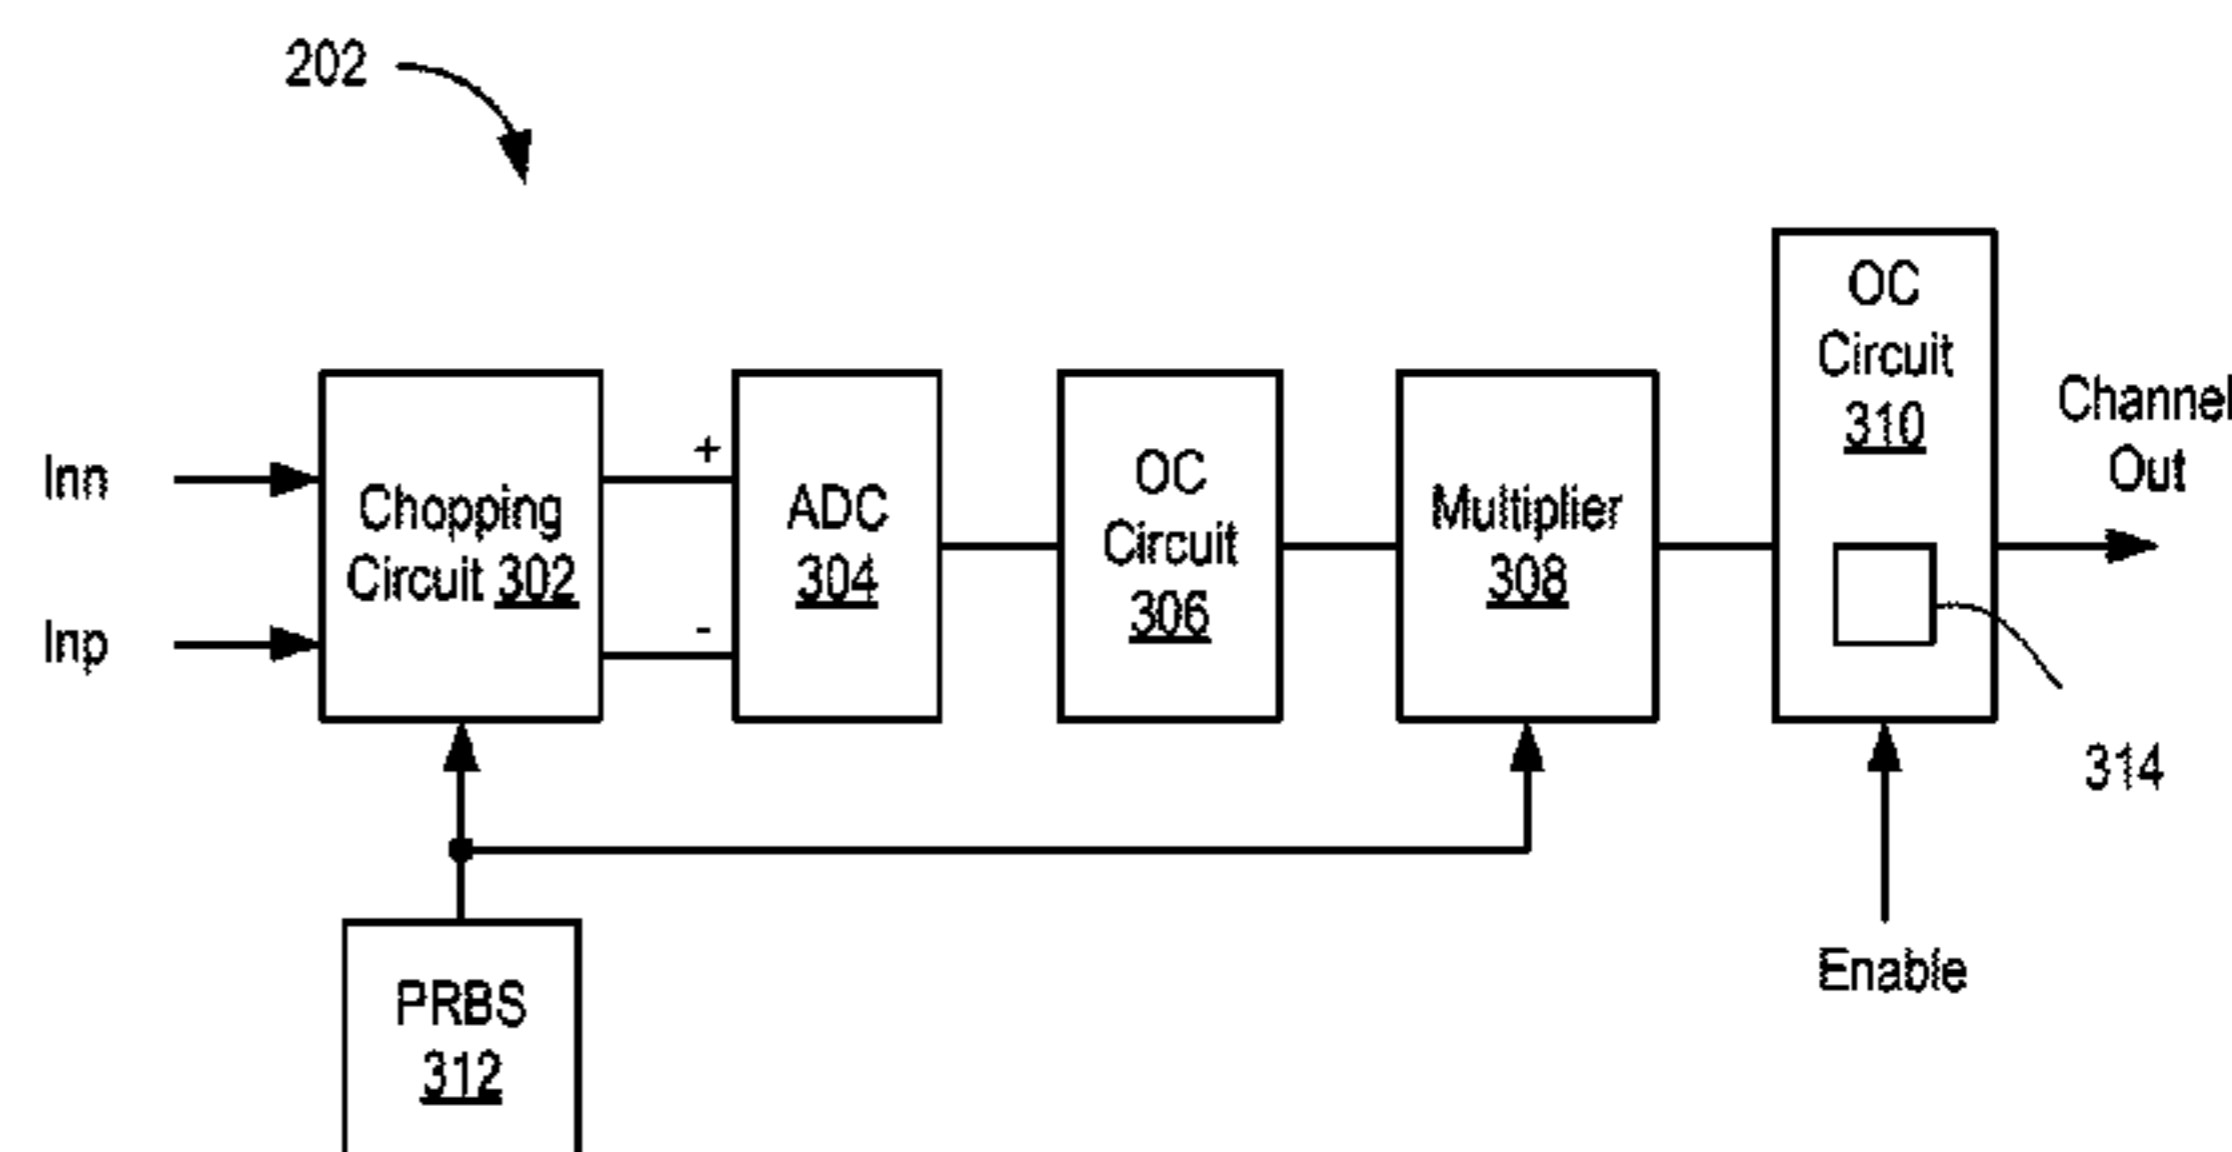 202
Inn
Inp
Chopping
Circuit 302
+
-
ADC
304
OC
Circuit
306
Multiplier
308
OC
Circuit
310
Channel
Out
314
Enable
PRBS
312